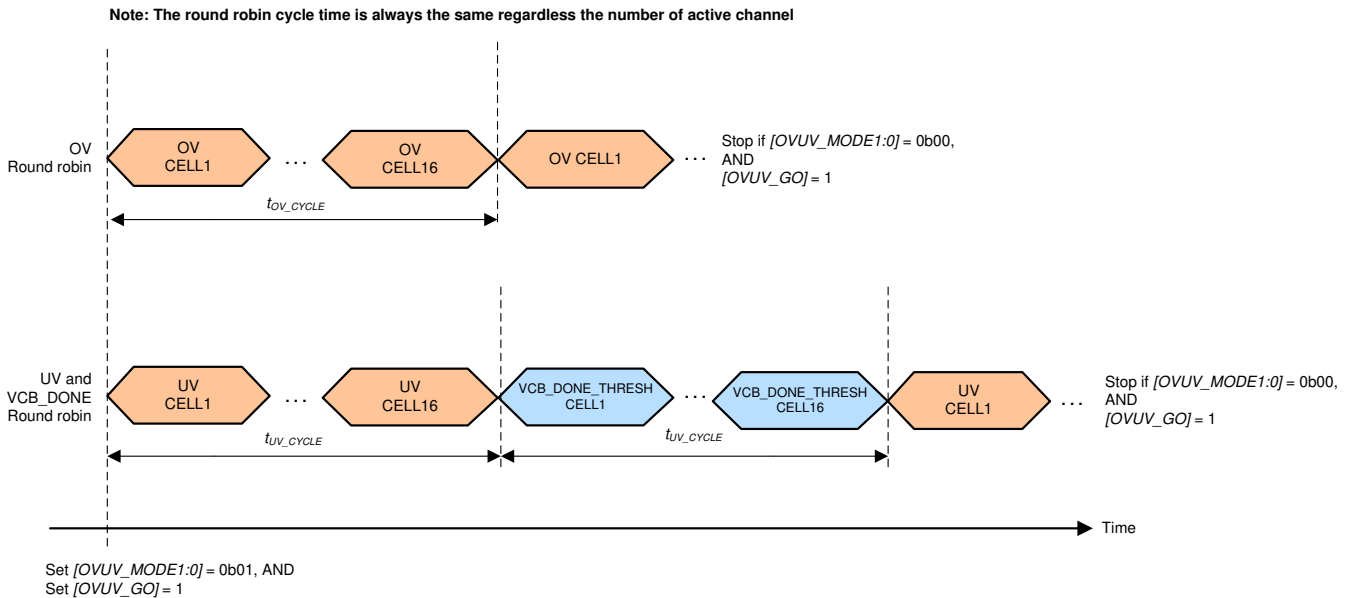 Note: The round robin cycle time is always the same regardless the number of active channel
OV
Round robin
OV
CELL1
...
OV
CELL16
OV CELL1
...
Stop if [OVUV_MODE1:0] = 0b00,
AND
[OVUV_GO] = 1
tOV_CYCLE
UV and
VCB_DONE
Round robin
UV
CELL1
...
UV
CELL16
VCB_DONE_THRESH
CELL1
...
VCB_DONE_THRESH
CELL16
UV
CELL1
...
Stop if [OVUV_MODE1:0] = 0b00,
AND
[OVUV_GO] = 1
tUV_CYCLE
tUV_CYCLE
Time
Set [OVUV_MODE1:0] = 0b01, AND
Set [OVUV_GO] = 1